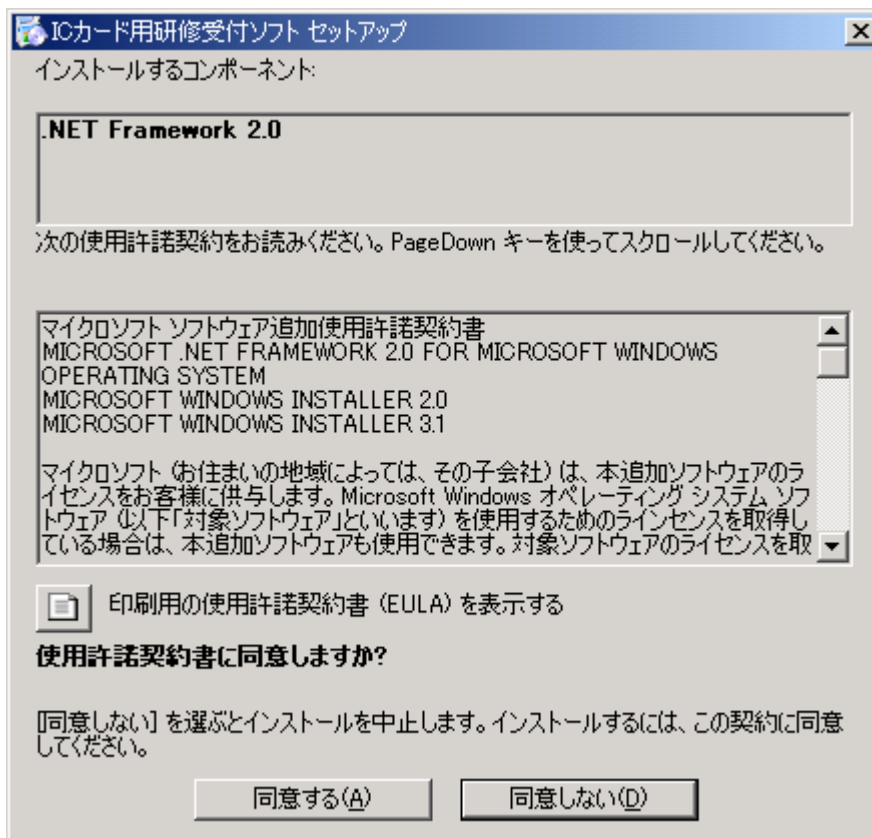 ICカード用研修受付ソフト セットアップ
インストールするコンポーネント:
.NET Framework 2.0
次の使用許諾契約をお読みください。PageDown キーを使ってスクロールしてください。
マイクロソフト ソフトウェア追加使用許諾契約書
MICROSOFT .NET FRAMEWORK 2.0 FOR MICROSOFT WINDOWS
OPERATING SYSTEM
MICROSOFT WINDOWS INSTALLER 2.0
MICROSOFT WINDOWS INSTALLER 3.1
マイクロソフト (お住まいの地域によっては、その子会社) は、本追加ソフトウェアのラ
イセンスをお客様に供与します。Microsoft Windows オペレーティング システム ソフ
トウェア (以下「対象ソフトウェア」といいます) を使用するためのラインセンスを取得し
ている場合は、本追加ソフトウェアも使用できます。対象ソフトウェアのライセンスを取
印刷用の使用許諾契約書 (EULA) を表示する
使用許諾契約書に同意しますか?
[同意しない] を選ぶとインストールを中止します。インストールするには、この契約に同意
してください。
同意する(A)
同意しない(D)